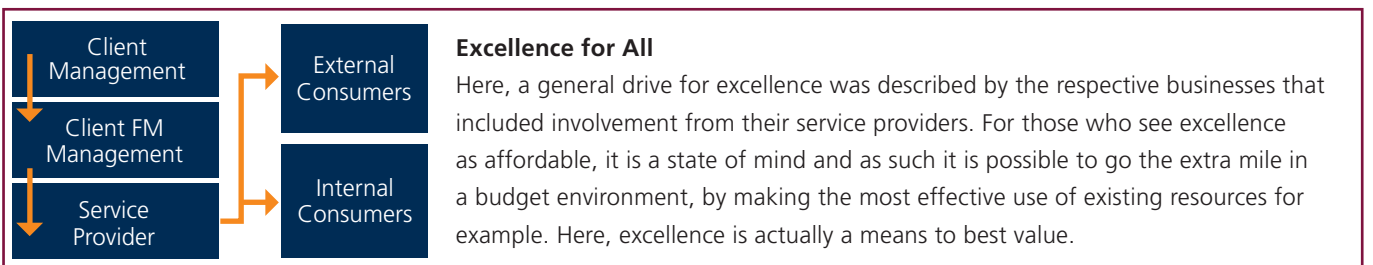 Client
Management
Client FM
Management
Service
Provider
External
Consumers
Internal
Consumers
Excellence for All
Here, a general drive for excellence was described by the respective businesses that
included involvement from their service providers. For those who see excellence
as affordable, it is a state of mind and as such it is possible to go the extra mile in
a budget environment, by making the most effective use of existing resources for
example. Here, excellence is actually a means to best value.